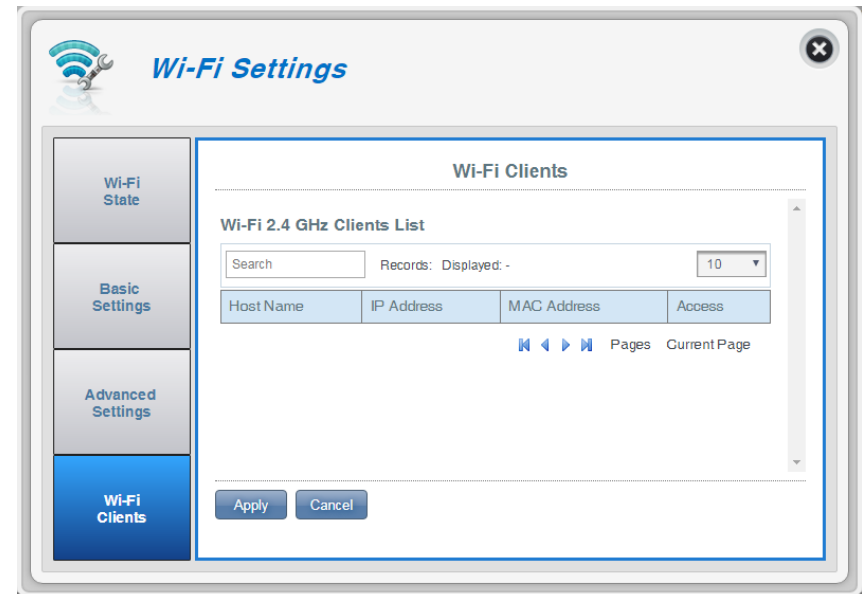 Wi-Fi Settings
Wi-Fi
State
Basic
Settings
Advanced
Settings
Wi-Fi
Clients
Wi-Fi Clients
Wi-Fi 2.4 GHz Clients List
Search Records: Displayed: - 10
Host Name IP Address MAC Address Access
Pages Current Page
Apply Cancel